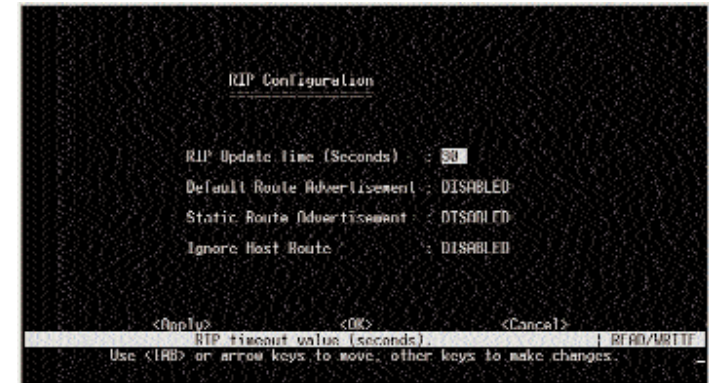 RIP Configuration
RIP Update Time (Seconds) : 30
Default Route Advertisement : DISABLED
Static Route Advertisement : DISABLED
Ignore Host Route : DISABLED
<Apply> <OK> <Cancel>
RIP timeout value (seconds). | READ/WRITE
Use <TAB> or arrow keys to move, other keys to make changes.